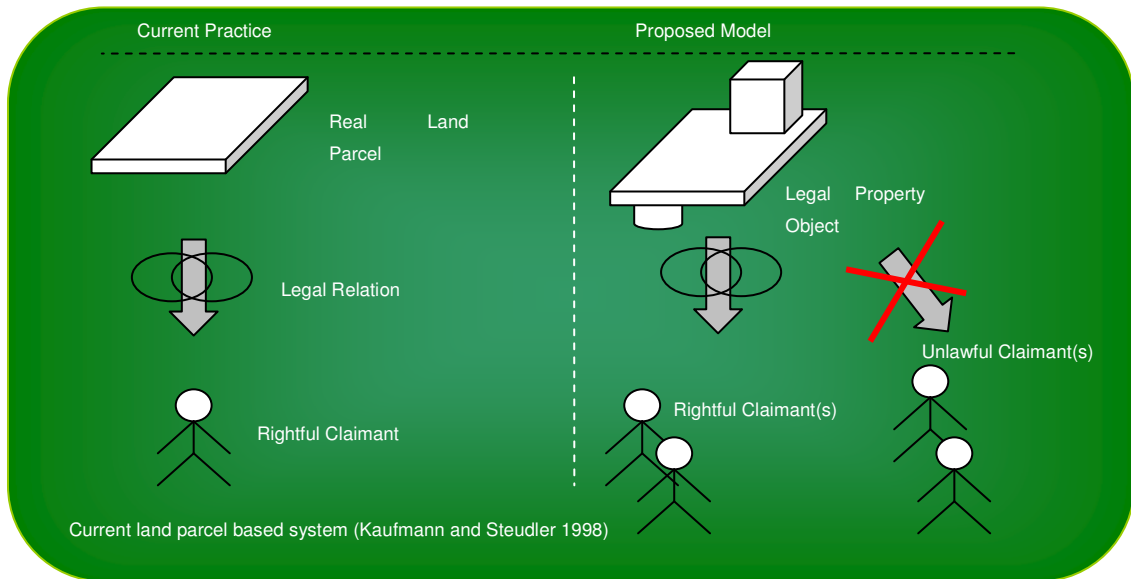 Current Practice
Proposed Model
Real Land
Parcel
Legal Property
Object
Legal Relation
Unlawful Claimant(s)
Rightful Claimant(s)
Rightful Claimant
Current land parcel based system (Kaufmann and Steudler 1998)